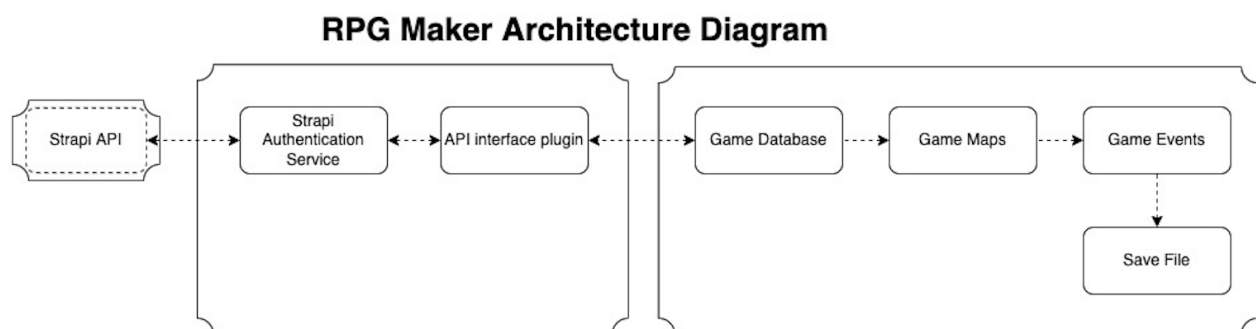 RPG Maker Architecture Diagram
Strapi API
Strapi
Authentication
Service
API interface plugin
Game Database
Game Maps
Game Events
Save File